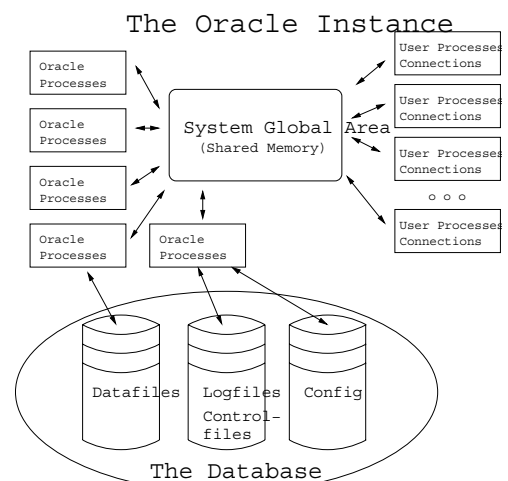 The Oracle Instance
Oracle
Processes
User Processes
Connections
Oracle
Processes
System Global Area
(Shared Memory)
User Processes
Connections
Oracle
Processes
User Processes
Connections
Oracle
Processes
Oracle
Processes
User Processes
Connections
Datafiles
Logfiles
Control-
files
Config
The Database